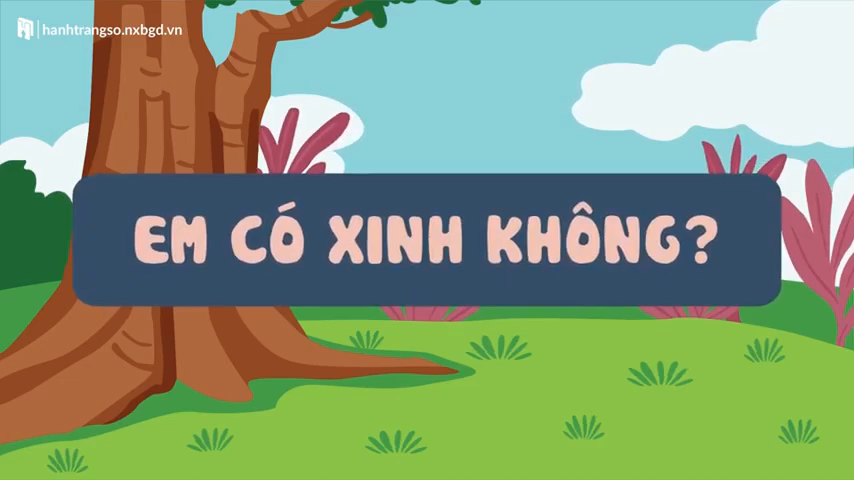 hanhtrangso.nxbgd.vn
EM CÓ XINH KHÔNG?